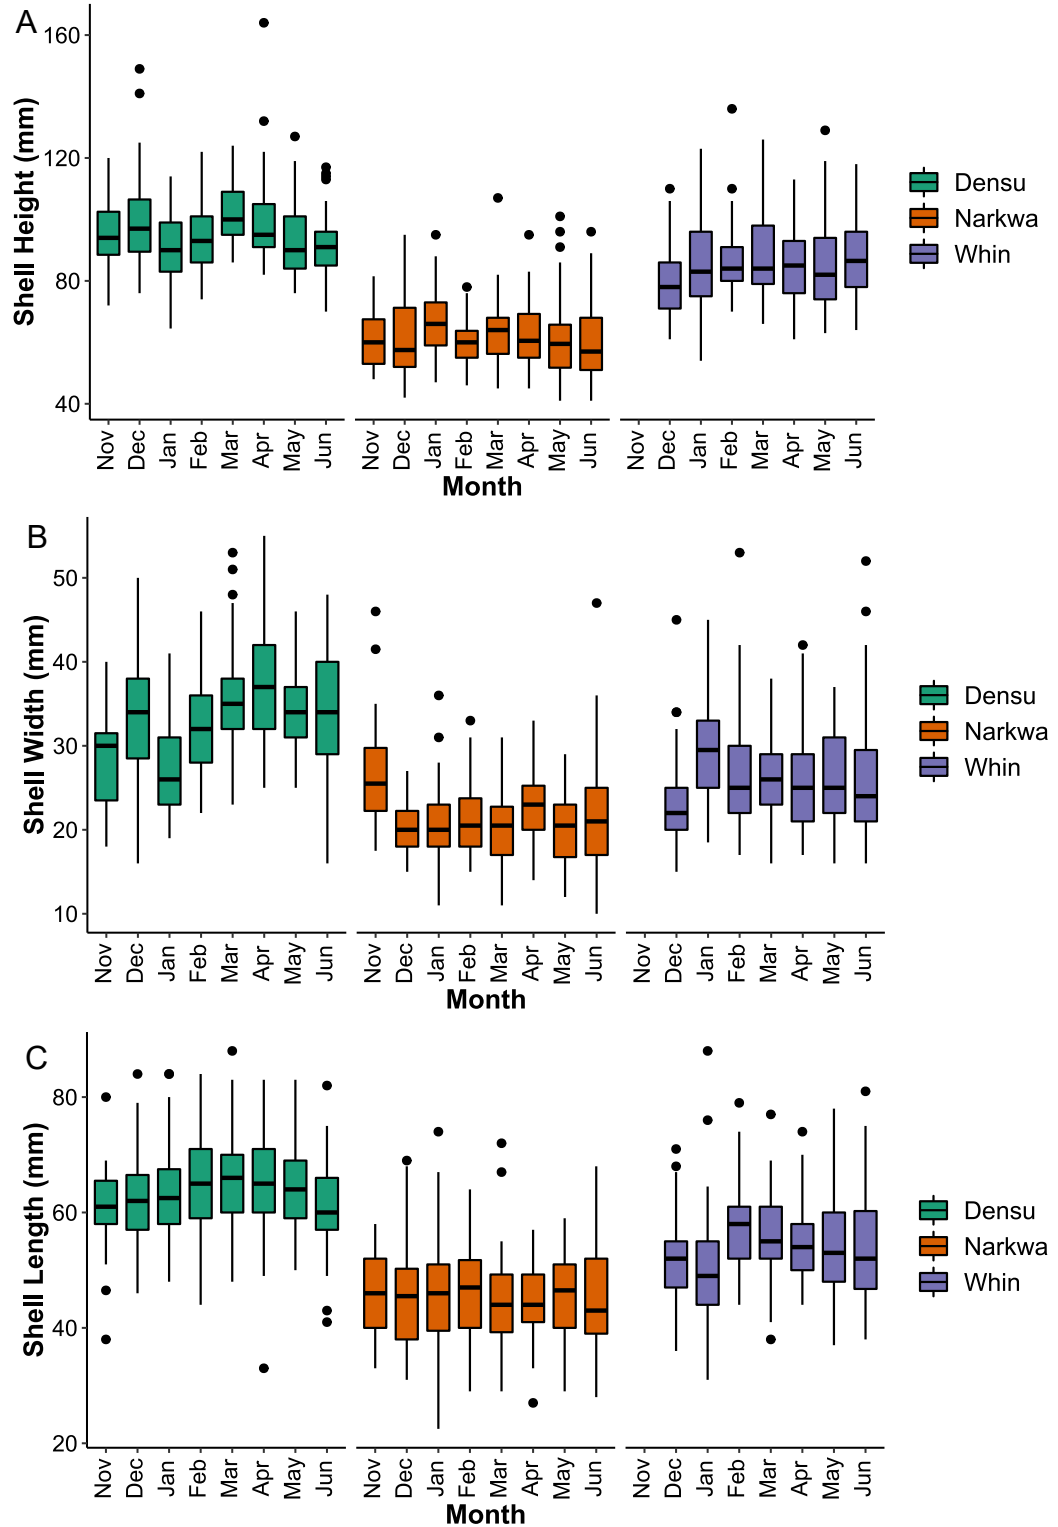 A
Shell Height (mm)
160
120
80
40
Nov Dec Jan Feb Mar Apr May Jun
Nov Dec Jan Feb Mar Apr May Jun
Nov Dec Jan Feb Mar Apr May Jun
Month
Densu
Narkwa
Whin
B
Shell Width (mm)
50
40
30
20
10
Nov Dec Jan Feb Mar Apr May Jun
Nov Dec Jan Feb Mar Apr May Jun
Nov Dec Jan Feb Mar Apr May Jun
Month
Densu
Narkwa
Whin
C
Shell Length (mm)
80
60
40
20
Nov Dec Jan Feb Mar Apr May Jun
Nov Dec Jan Feb Mar Apr May Jun
Nov Dec Jan Feb Mar Apr May Jun
Month
Densu
Narkwa
Whin